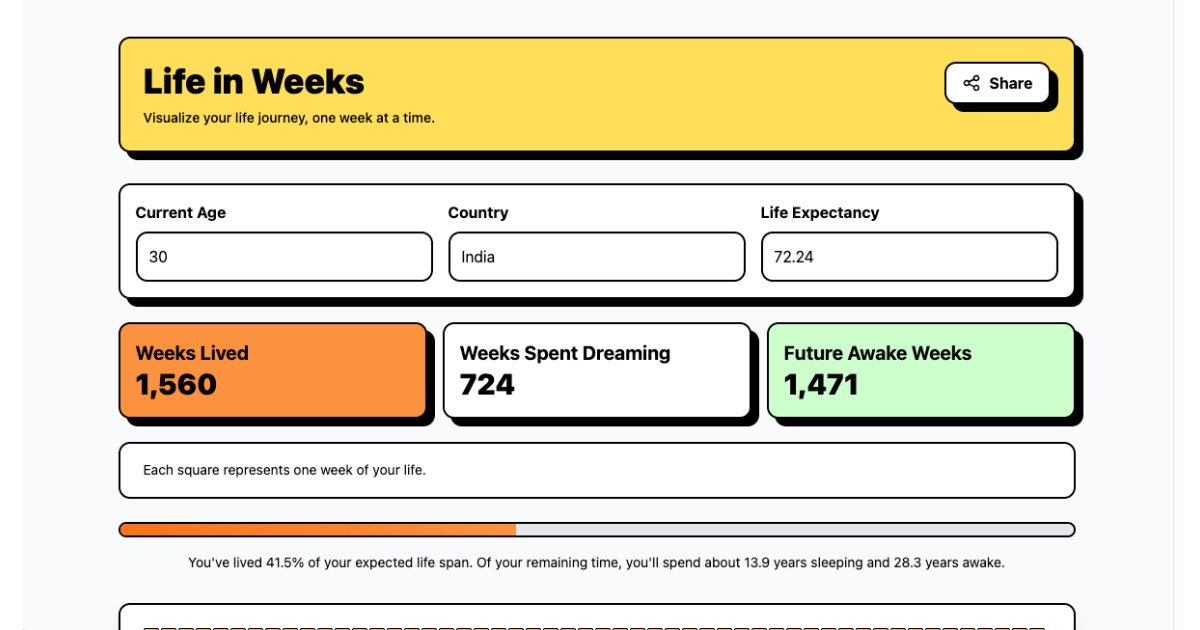 Life in Weeks
Share
Visualize your life journey, one week at a time.
Current Age
Country
Life Expectancy
30
India
72.24
Weeks Lived
Weeks Spent Dreaming
Future Awake Weeks
1,560
724
1,471
Each square represents one week of your life.
You've lived 41.5% of your expected life span. Of your remaining time, you'll spend about 13.9 years sleeping and 28.3 years awake.